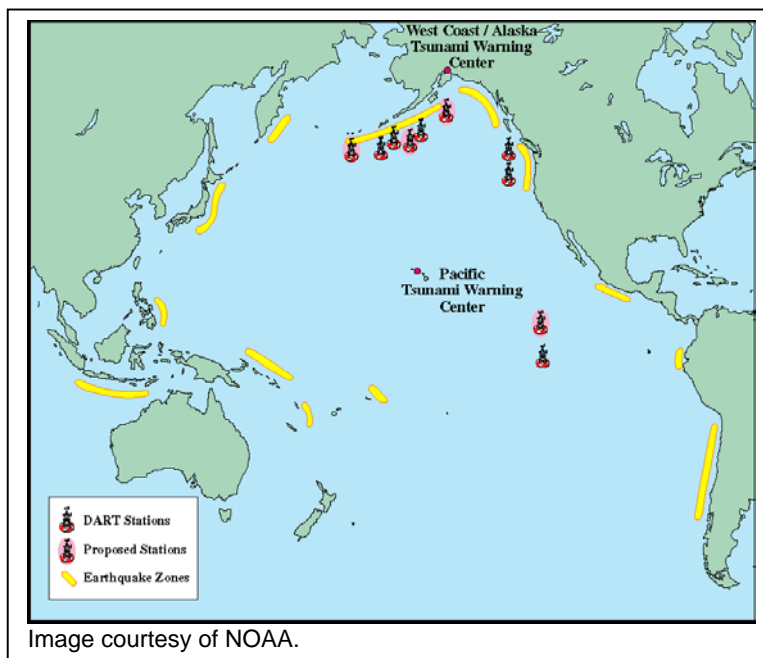 West Coast / Alaska
Tsunami Warning
Center
Pacific
Tsunami Warning
Center
DART Stations
Proposed Stations
Earthquake Zones
Image courtesy of NOAA.